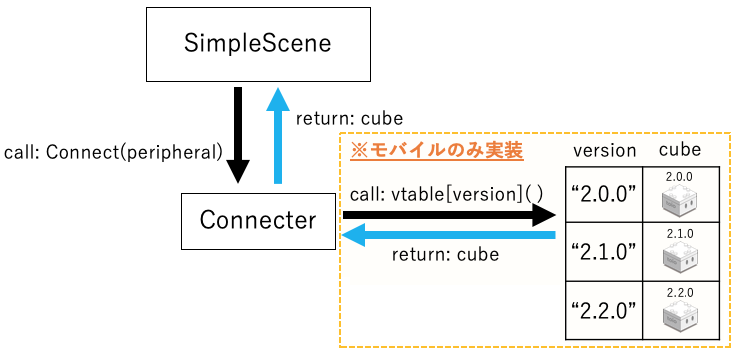 SimpleScene
return: cube
call: Connect(peripheral)
※モバイルのみ実装
version
cube
call: vtable[version]( )
Connecter
return: cube
“2.0.0”
2.0.0
“2.1.0”
2.1.0
“2.2.0”
2.2.0